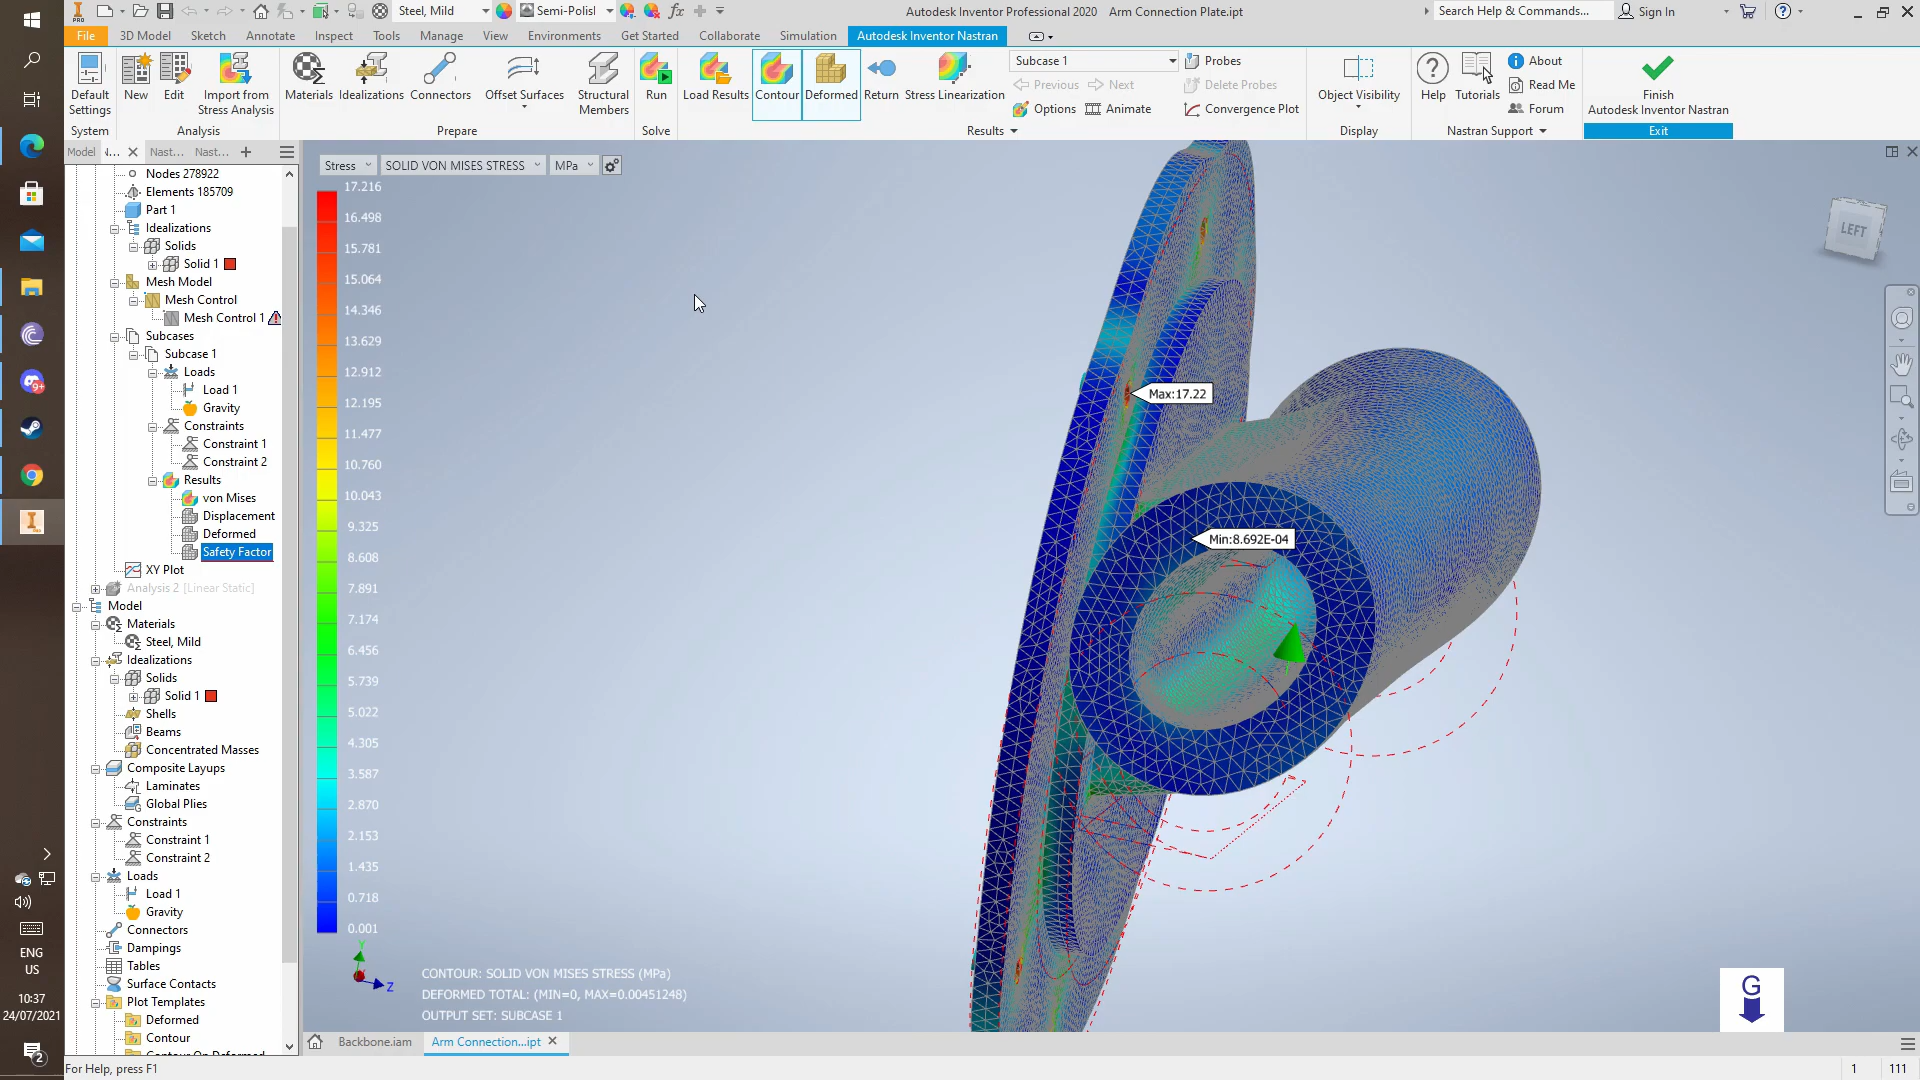 Steel, Mild
Semi-Polisl
Autodesk Inventor Professional 2020 Arm Connection Plate.ipt
Search Help & Commands...
Sign In
File 3D Model Sketch Annotate Inspect Tools Manage View Environments Get Started Collaborate Simulation Autodesk Inventor Nastran
Default Settings
New
Edit
Import from Stress Analysis
Materials
Idealizations
Connectors
Offset Surfaces
Structural Members
Run
Load Results
Contour
Deformed
Return
Stress Linearization
Subcase 1
Previous
Next
Options
Animate
Probes
Delete Probes
Convergence Plot
Object Visibility
Help
Tutorials
About
Read Me
Forum
Finish
Autodesk Inventor Nastran
System
Analysis
Prepare
Solve
Results
Display
Nastran Support
Exit
Model
Nast...
Nast...
Nodes 278922
Elements 185709
Part 1
Idealizations
Solids
Solid 1
Mesh Model
Mesh Control
Mesh Control 1
Subcases
Subcase 1
Loads
Load 1
Gravity
Constraints
Constraint 1
Constraint 2
Results
von Mises
Displacement
Deformed
Safety Factor
XY Plot
Analysis 2 [Linear Static]
Model
Materials
Steel, Mild
Idealizations
Solids
Solid 1
Shells
Beams
Concentrated Masses
Composite Layups
Laminates
Global Plies
Constraints
Constraint 1
Constraint 2
Loads
Load 1
Gravity
Connectors
Dampings
Tables
Surface Contacts
Plot Templates
Deformed
Contour
Stress
SOLID VON MISES STRESS
MPa
17.216
16.498
15.781
15.064
14.346
13.629
12.912
12.195
11.477
10.760
10.043
9.325
8.608
7.891
7.174
6.456
5.739
5.022
4.305
3.587
2.870
2.153
1.435
0.718
0.001
Max:17.22
Min:8.692E-04
LEFT
G
Y
Z
CONTOUR: SOLID VON MISES STRESS (MPa)
DEFORMED TOTAL: (MIN=0, MAX=0.00451248)
OUTPUT SET: SUBCASE 1
Backbone.iam
Arm Connection...ipt
For Help, press F1
1
111
9+
ENG
US
10:37
24/07/2021
2